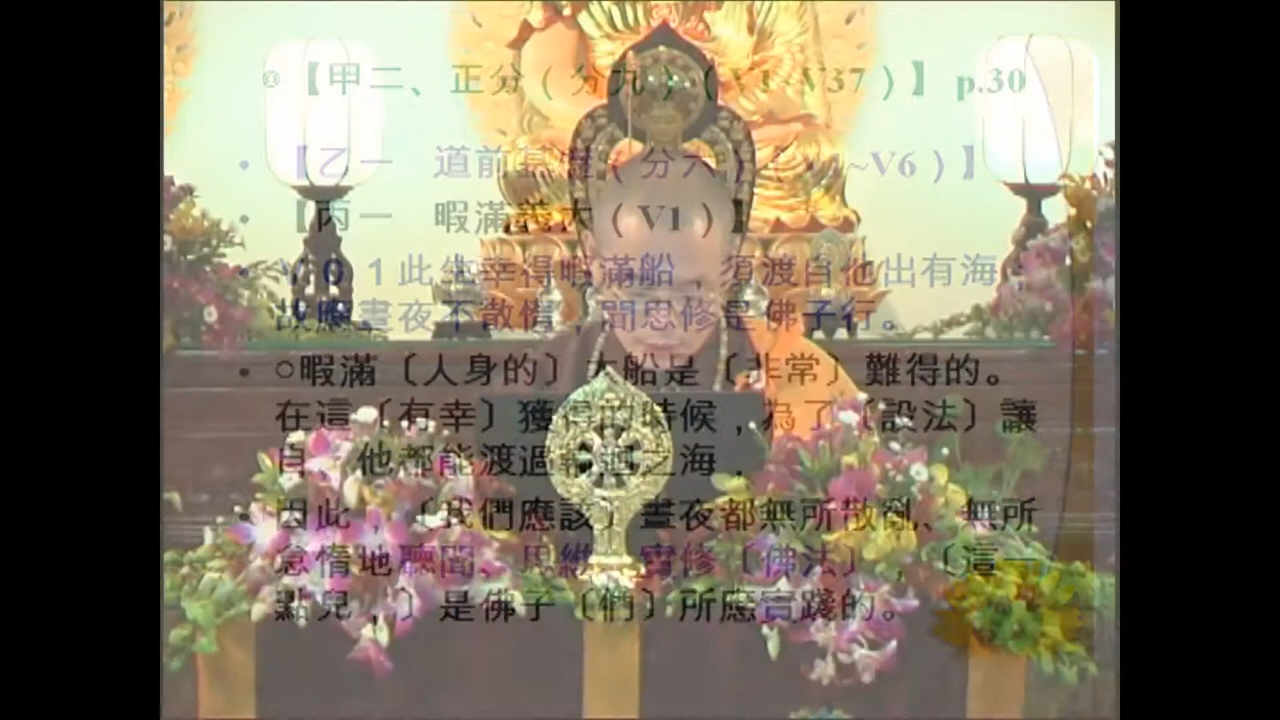 ◎【甲二、正分（分九）（V1~V37）】p.30
•【乙一　道前基礎（分六）（V1~V6）】
•【丙一　暇滿義大（V1）】
•V０１此生幸得暇滿船，須渡自他出有海，
故應晝夜不散惰，聞思修是佛子行。
•○暇滿〔人身的〕大船是〔非常〕難得的。
在這〔有幸〕獲得的時候，為了〔設法〕讓
自、他都能渡過輪迴之海，
•因此，〔我們應該〕晝夜都無所散亂、無所
怠惰地聽聞、思維、實修〔佛法〕，〔這一
點兒，〕是佛子〔們〕所應實踐的。